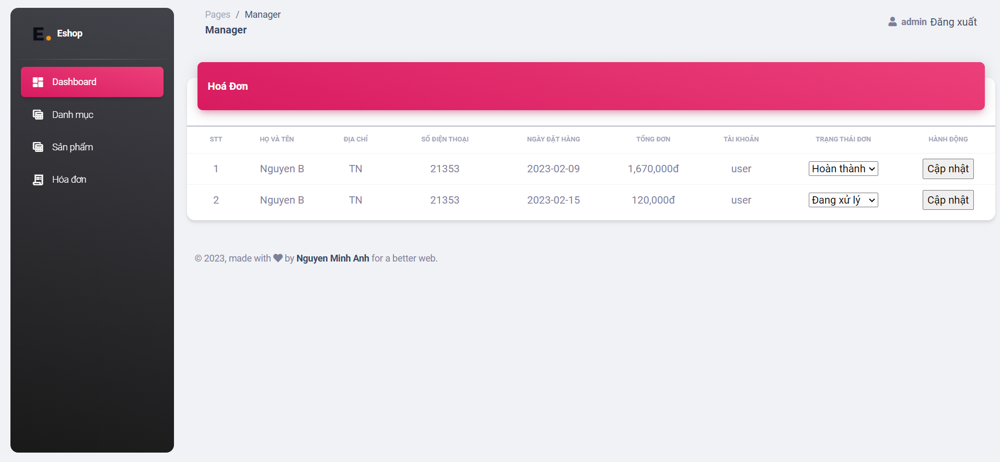 E.
Eshop
Dashboard
Danh mục
Sản phẩm
Hóa đơn
Pages / Manager
Manager
admin Đăng xuất
Hoá Đơn
STT HỌ VÀ TÊN ĐỊA CHỈ SỐ ĐIỆN THOẠI NGÀY ĐẶT HÀNG TỔNG ĐƠN TÀI KHOẢN TRẠNG THÁI ĐƠN HÀNH ĐỘNG
1 Nguyen B TN 21353 2023-02-09 1,670,000đ user Hoàn thành Cập nhật
2 Nguyen B TN 21353 2023-02-15 120,000đ user Đang xử lý Cập nhật
© 2023, made with by Nguyen Minh Anh for a better web.